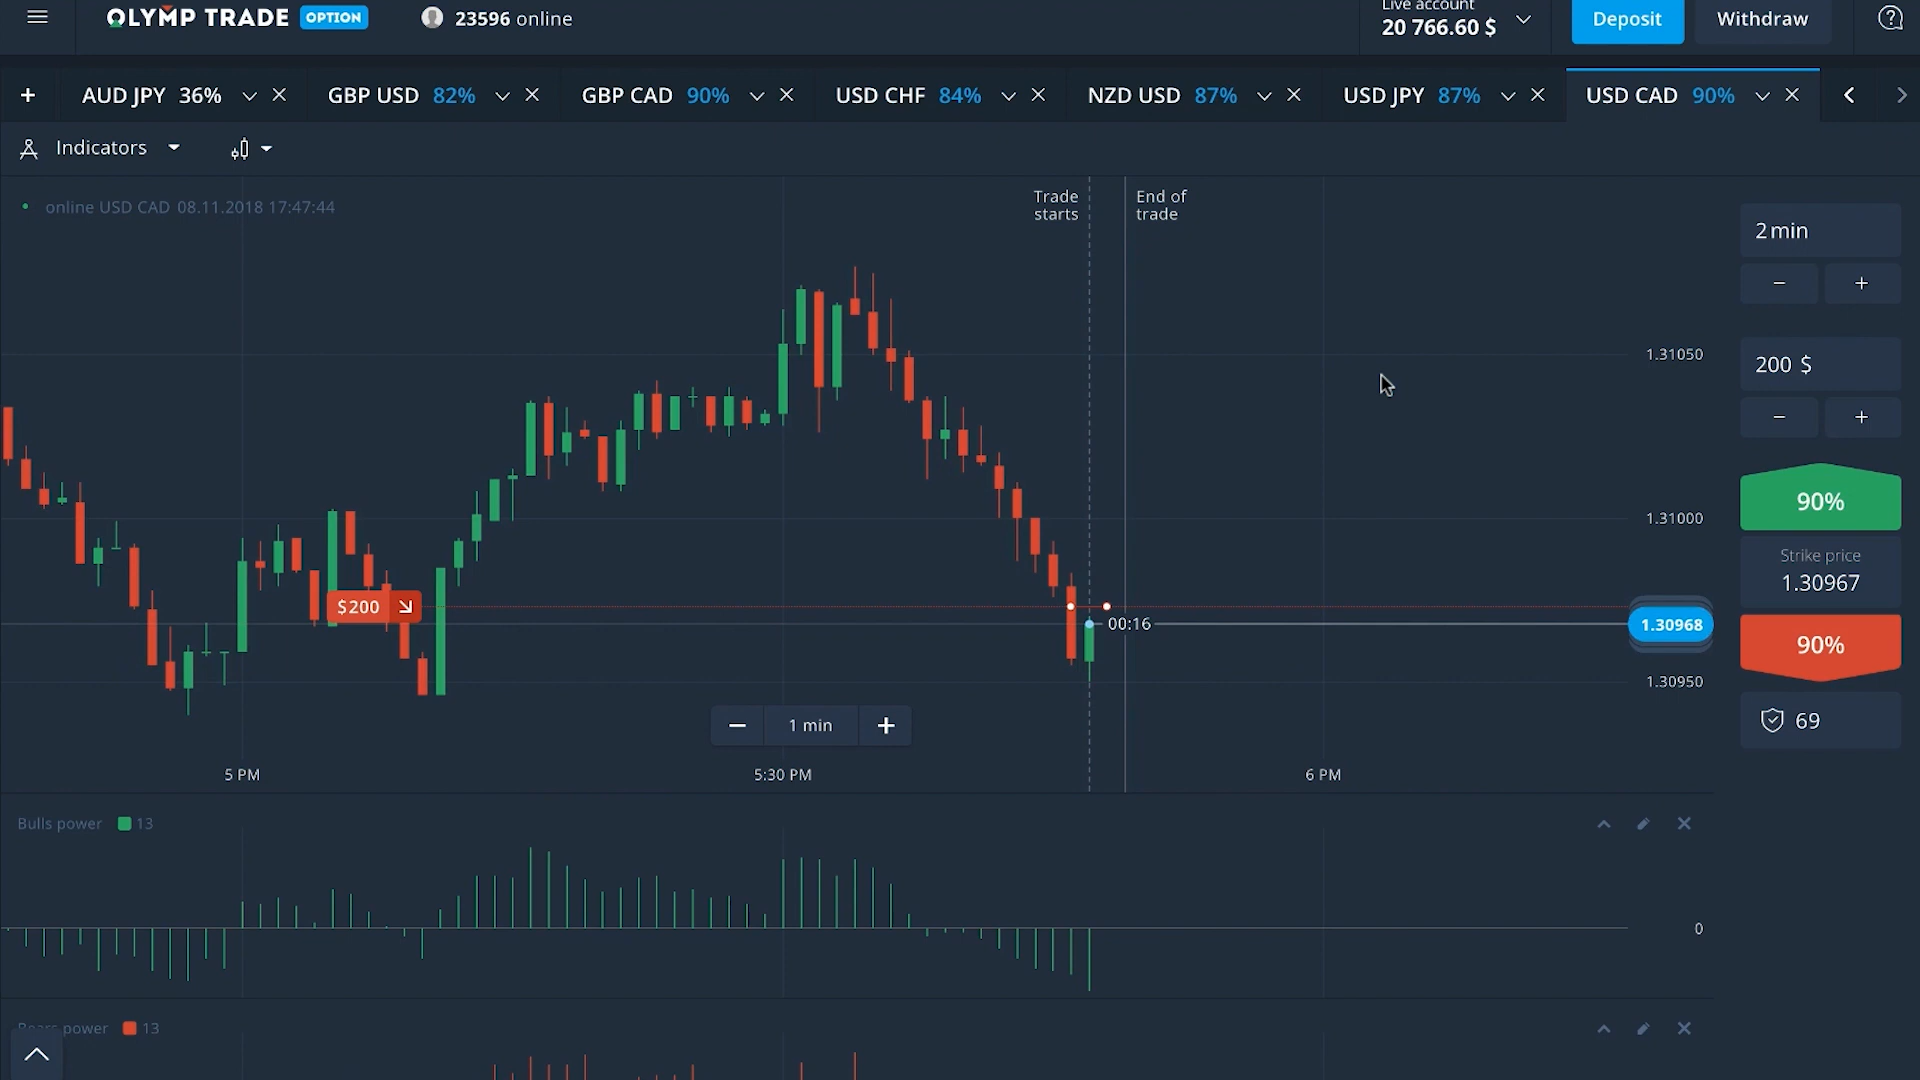 OLYMP TRADE OPTION 23596 online
Live account
20 766.60 $
Deposit
Withdraw
+ AUD JPY 36% GBP USD 82% GBP CAD 90% USD CHF 84% NZD USD 87% USD JPY 87% USD CAD 90%
Indicators
online USD CAD 08.11.2018 17:47:44
Trade
starts
End of
trade
2 min
− +
1.31050
200 $
− +
90%
1.31000
Strike price
1.30967
$200
00:16
1.30968
90%
1.30950
69
− 1 min +
5 PM 5:30 PM 6 PM
Bulls power 13
0
Bears power 13